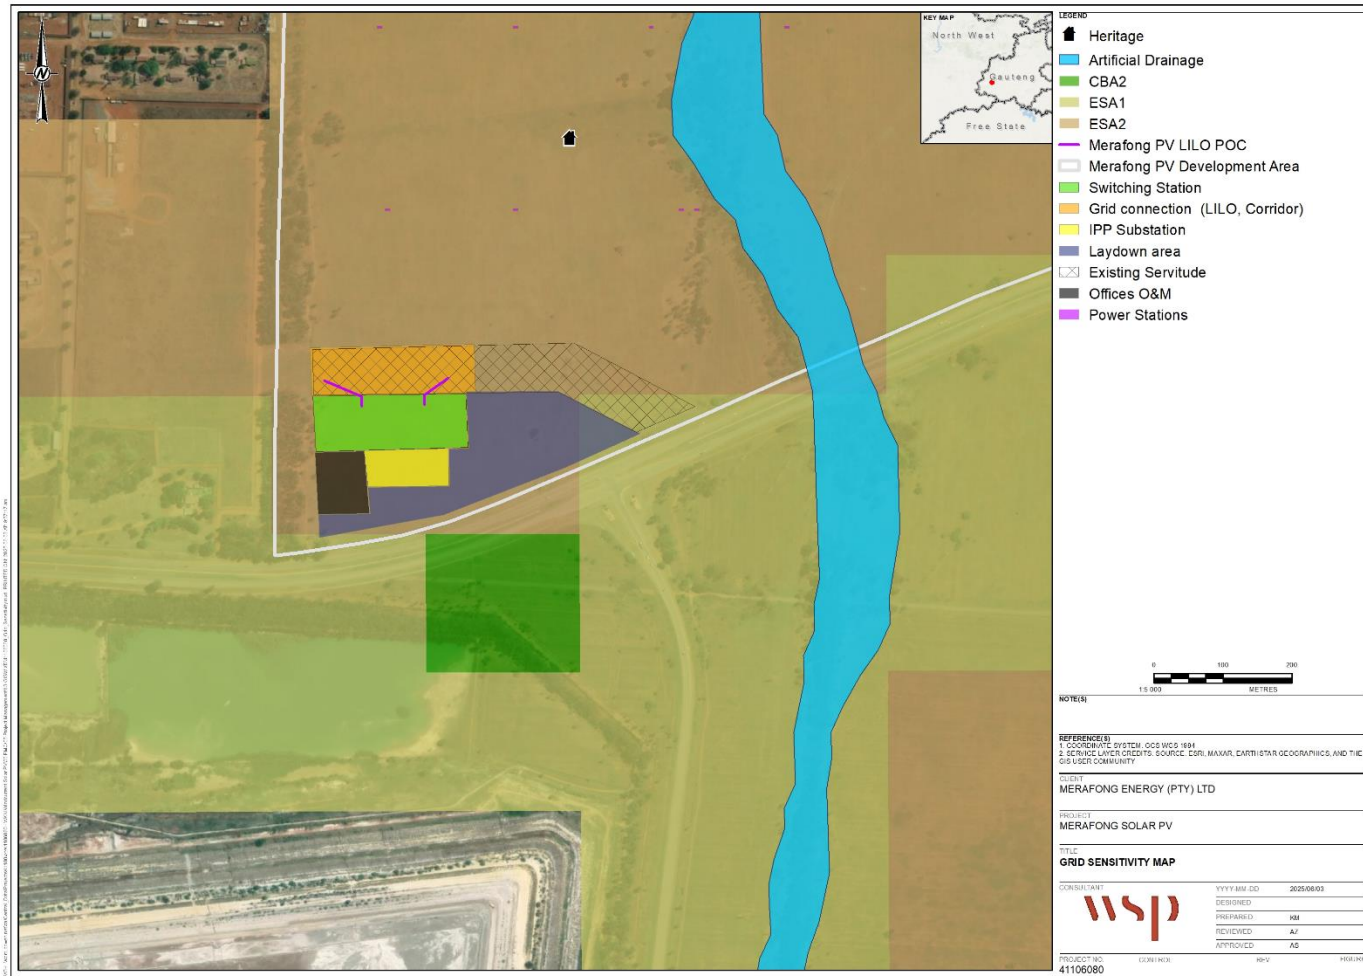 N
KEY MAP
North West
Gauteng
Free State
LEGEND
Heritage
Artificial Drainage
CBA2
ESA1
ESA2
Merafong PV LILO POC
Merafong PV Development Area
Switching Station
Grid connection (LILO, Corridor)
IPP Substation
Laydown area
Existing Servitude
Offices O&M
Power Stations
0 100 200
METRES
NOTE(S)
REFERENCE(S)
1. COORDINATE SYSTEM: GCS WGS 1984
2. SERVICE LAYER CREDITS: SOURCE: ESRI, MAXAR, EARTHSTAR GEOGRAPHICS, AND THE
GIS USER COMMUNITY
CLIENT
MERAFONG ENERGY (PTY) LTD
PROJECT
MERAFONG SOLAR PV
TITLE
GRID SENSITIVITY MAP
CONSULTANT
wsp
YYYY-MM-DD 2025/06/03
DESIGNED
PREPARED KM
REVIEWED AJ
APPROVED AS
PROJECT NO. CONTROL REV FIGURE
41106080